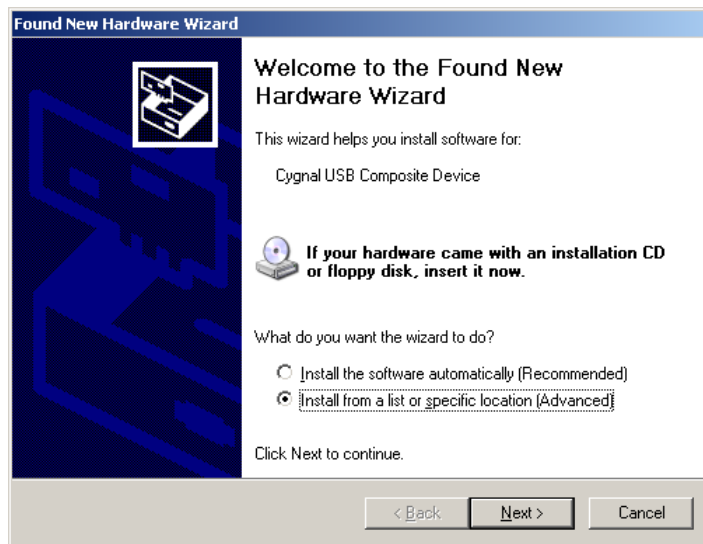 Found New Hardware Wizard
Welcome to the Found New
Hardware Wizard
This wizard helps you install software for:
Cygnal USB Composite Device
If your hardware came with an installation CD
or floppy disk, insert it now.
What do you want the wizard to do?
Install the software automatically (Recommended)
Install from a list or specific location (Advanced)
Click Next to continue.
< Back Next > Cancel